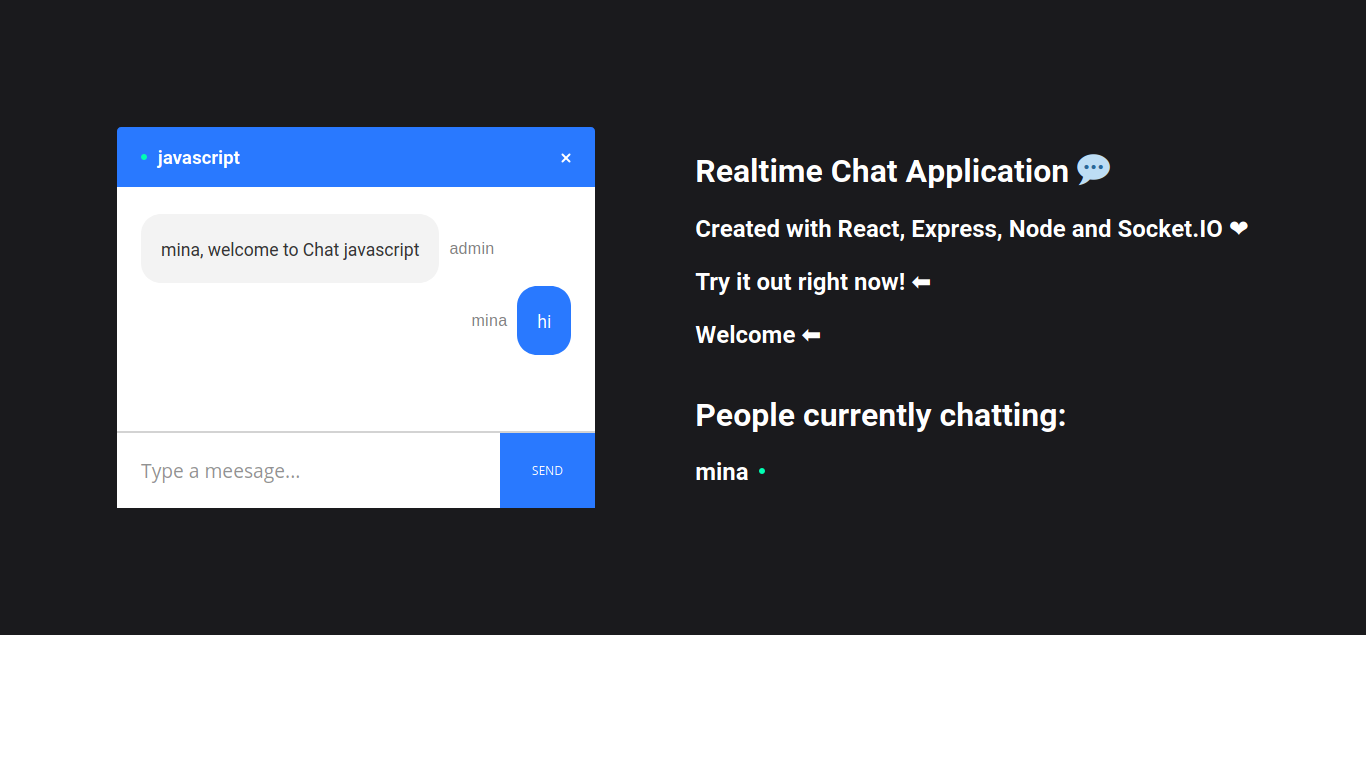 javascript ×
mina, welcome to Chat javascript admin
mina hi
Type a meesage...
SEND
Realtime Chat Application 💬
Created with React, Express, Node and Socket.IO ❤
Try it out right now! ⬅
Welcome ⬅
People currently chatting:
mina